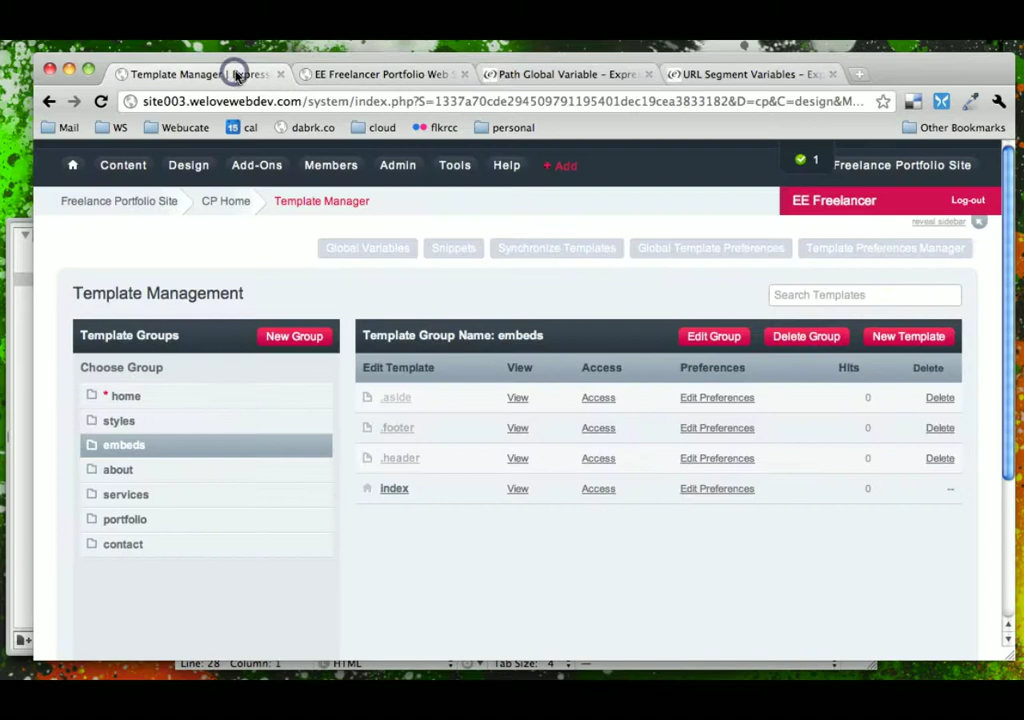 Template Manager | Express
EE Freelancer Portfolio Web S
Path Global Variable - Expre
URL Segment Variables - Exp
site003.welovewebdev.com/system/index.php?S=1337a70cde294509791195401dec19cea3833182&D=cp&C=design&M...
Mail
WS
Webucate
15 cal
dabrk.co
cloud
flkrcc
personal
Other Bookmarks
Content
Design
Add-Ons
Members
Admin
Tools
Help
+ Add
1
Freelance Portfolio Site
Freelance Portfolio Site
CP Home
Template Manager
EE Freelancer
Log-out
reveal sidebar
Global Variables
Snippets
Synchronize Templates
Global Template Preferences
Template Preferences Manager
Template Management
Search Templates
Template Groups
New Group
Template Group Name: embeds
Edit Group
Delete Group
New Template
Choose Group
Edit Template View Access Preferences Hits Delete
* home
styles
embeds
about
services
portfolio
contact
.aside View Access Edit Preferences 0 Delete
.footer View Access Edit Preferences 0 Delete
.header View Access Edit Preferences 0 Delete
index View Access Edit Preferences 0 --
Line: 28 Column: 1
HTML
Tab Size: 4